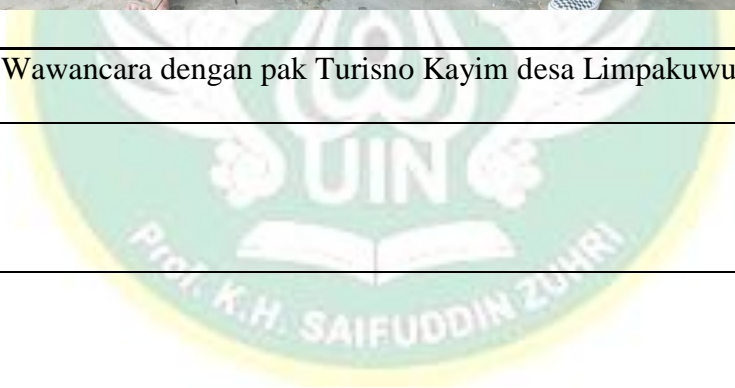 Wawancara dengan pak Turisno Kayim desa Limpakuwu
UIN
Prof. K.H. SAIFUDDIN ZUHRI